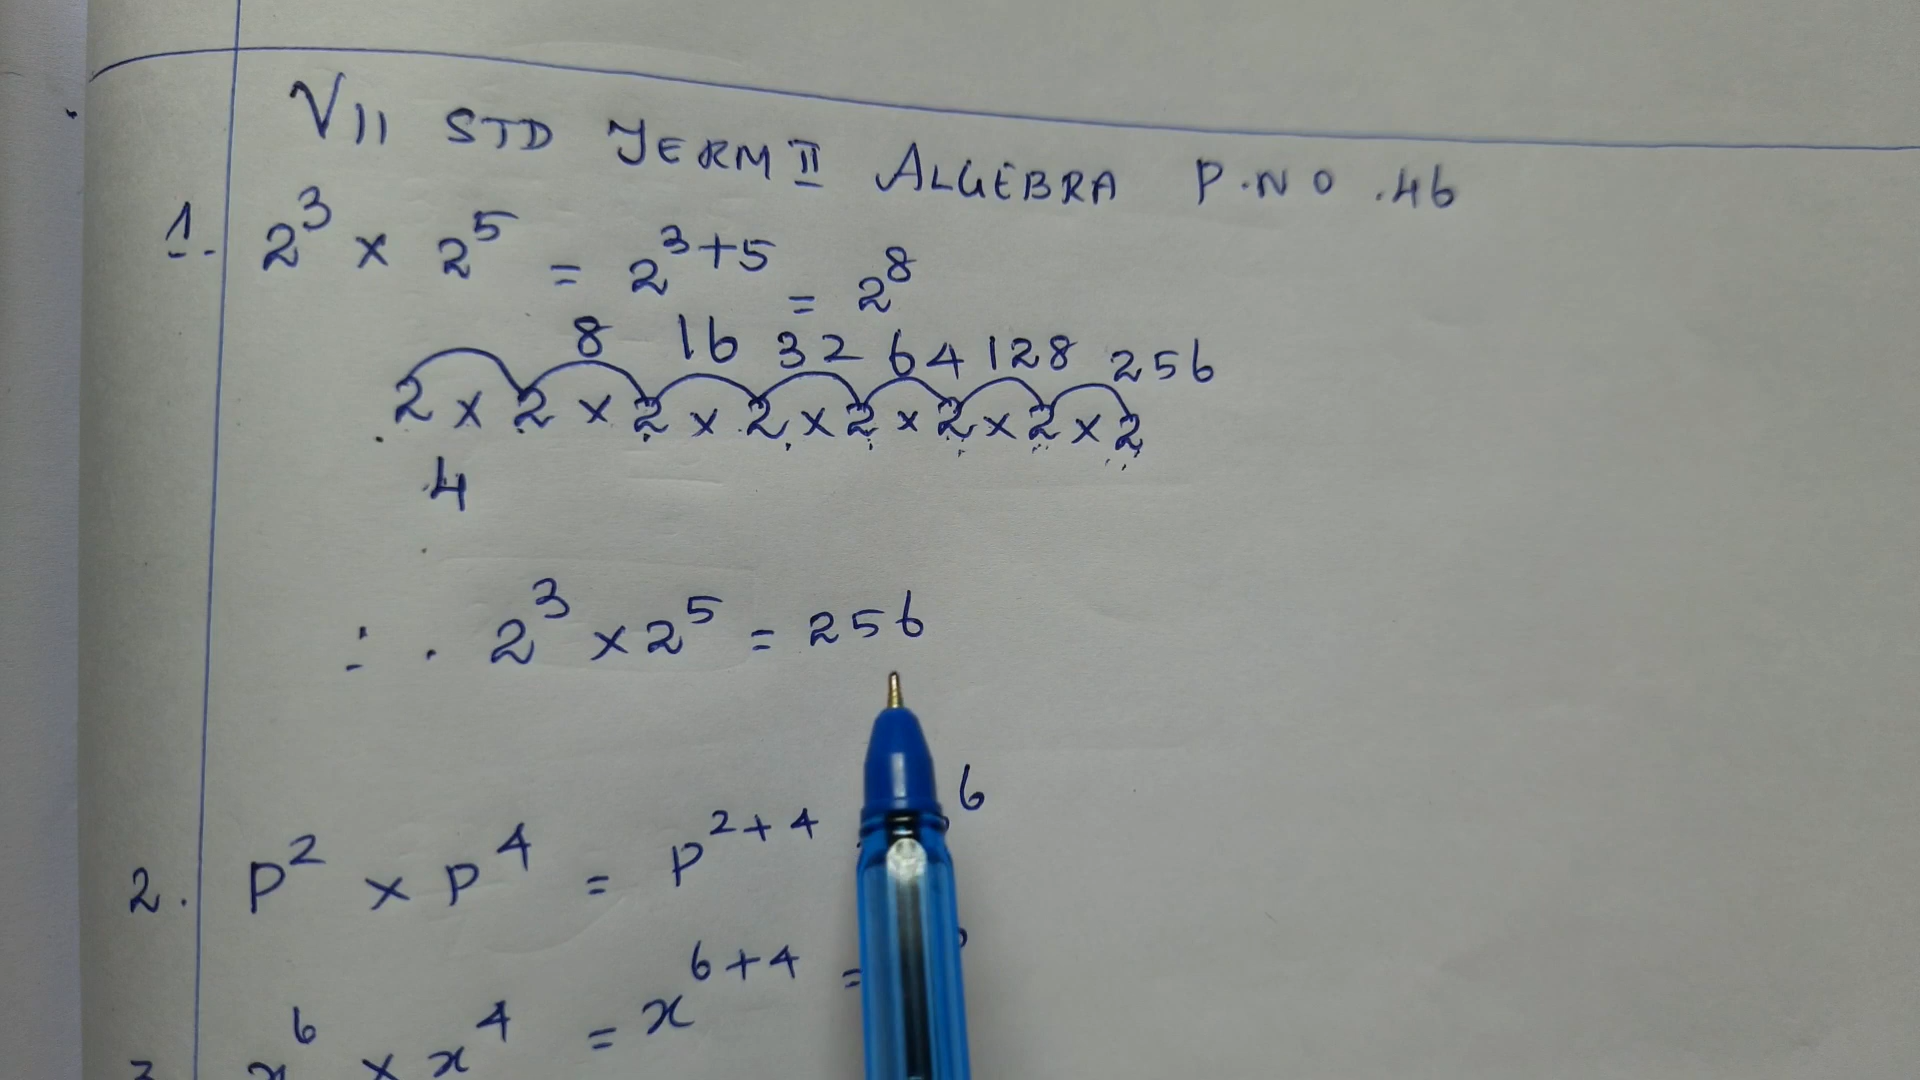 VII STD TERM II ALGEBRA P.NO.46
1. 2³ × 2⁵ = 2³⁺⁵ = 2⁸
8 16 32 64 128 256
2 × 2 × 2 × 2 × 2 × 2 × 2 × 2
4
∴ 2³ × 2⁵ = 256
2. P² × P⁴ = P²⁺⁴ ⁶
3. x⁶ × x⁴ = x⁶⁺⁴ =